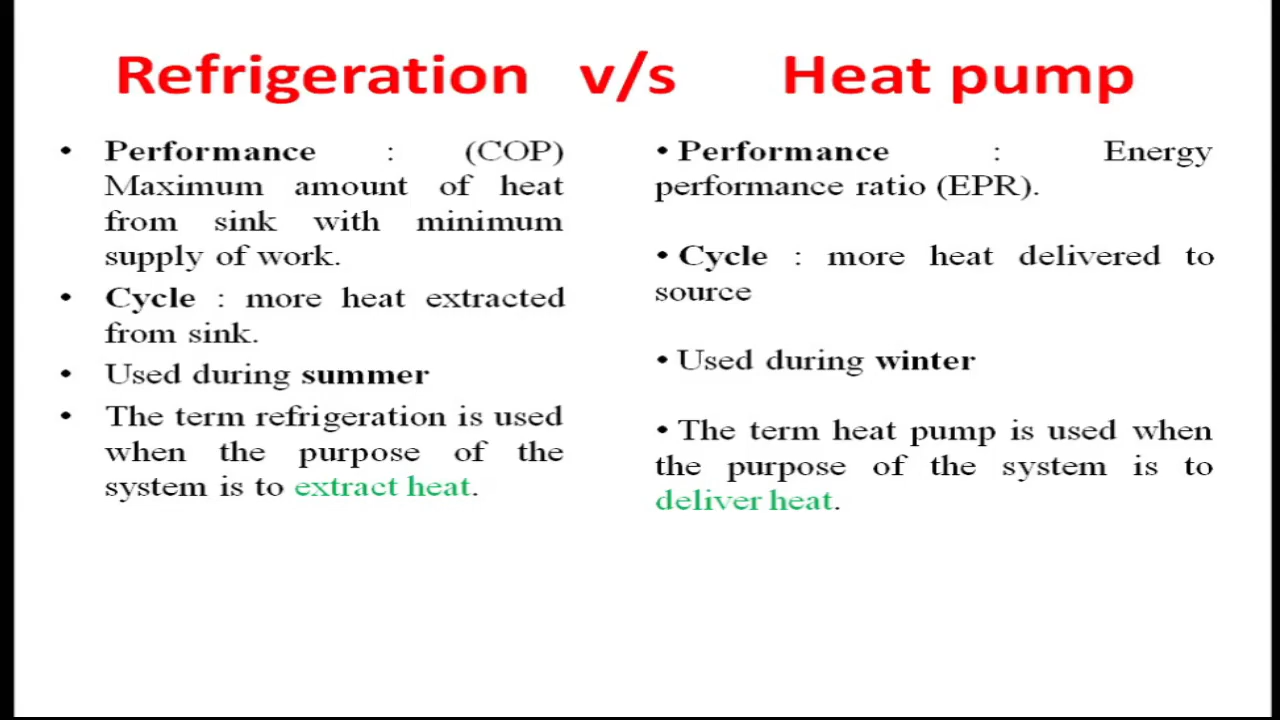 Refrigeration v/s Heat pump
• Performance : (COP)
Maximum amount of heat
from sink with minimum
supply of work.
• Cycle : more heat extracted
from sink.
• Used during summer
• The term refrigeration is used
when the purpose of the
system is to extract heat.
• Performance : Energy
performance ratio (EPR).
• Cycle : more heat delivered to
source
• Used during winter
• The term heat pump is used when
the purpose of the system is to
deliver heat.